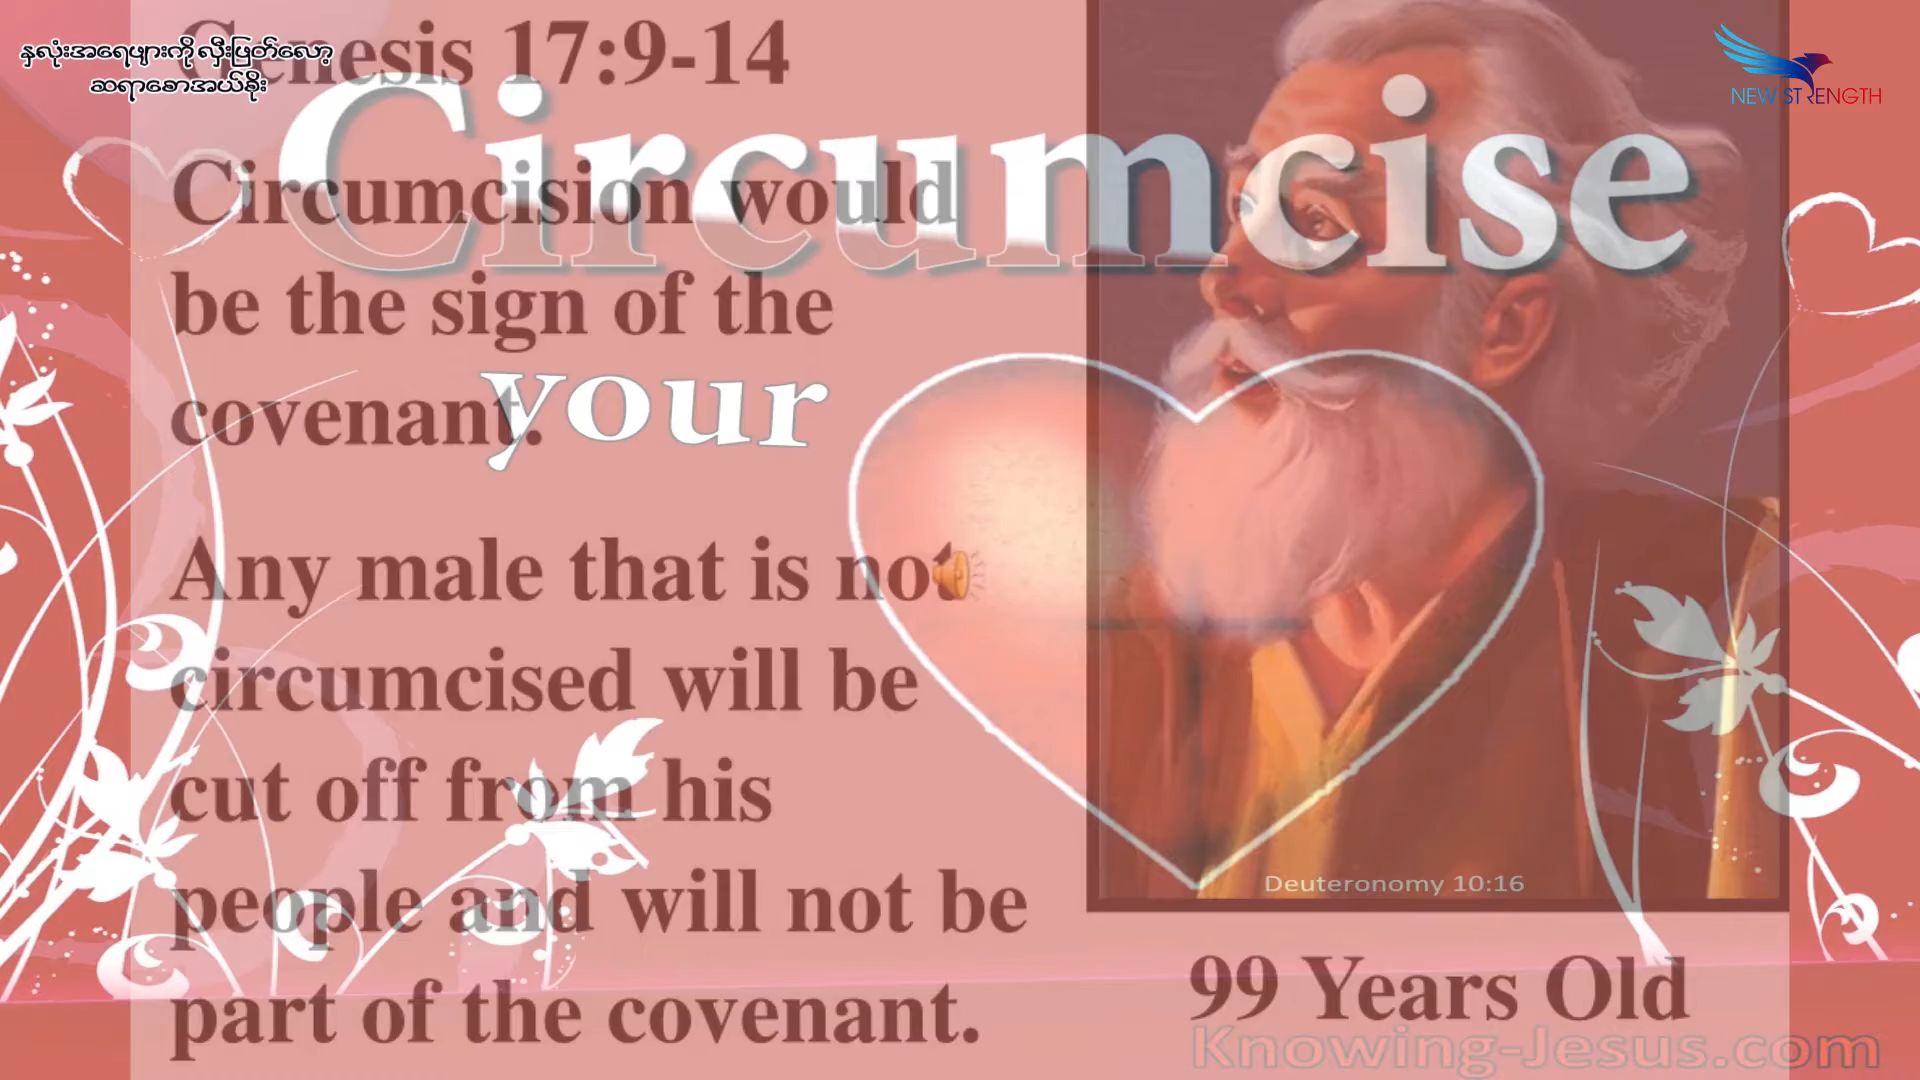 နှလုံးအရေဖျားကိုလှီးဖြတ်လော့
ဆရာစောအယ်စိုး
NEW STRENGTH
Genesis 17:9-14
Circumcise
Circumcision would
be the sign of the
covenant.
your
Any male that is not
circumcised will be
cut off from his
people and will not be
part of the covenant.
Deuteronomy 10:16
99 Years Old
Knowing-Jesus.com